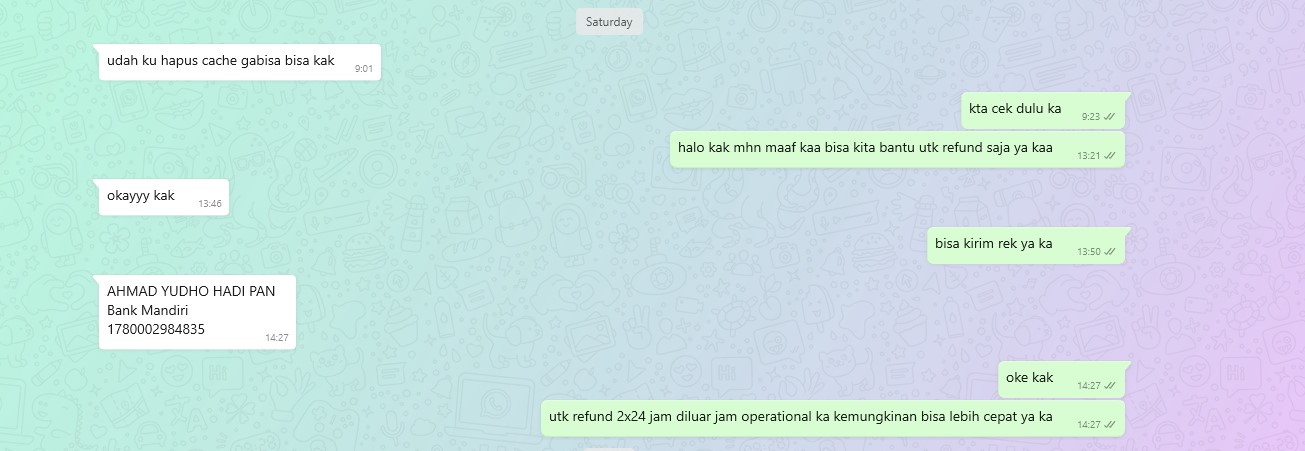 Saturday
udah ku hapus cache gabisa bisa kak
9:01
kta cek dulu ka
9:23
halo kak mhn maaf kaa bisa kita bantu utk refund saja ya kaa
13:21
okayyy kak
13:46
bisa kirim rek ya ka
13:50
AHMAD YUDHO HADI PAN
Bank Mandiri
1780002984835
14:27
oke kak
14:27
utk refund 2x24 jam diluar jam operational ka kemungkinan bisa lebih cepat ya ka
14:27